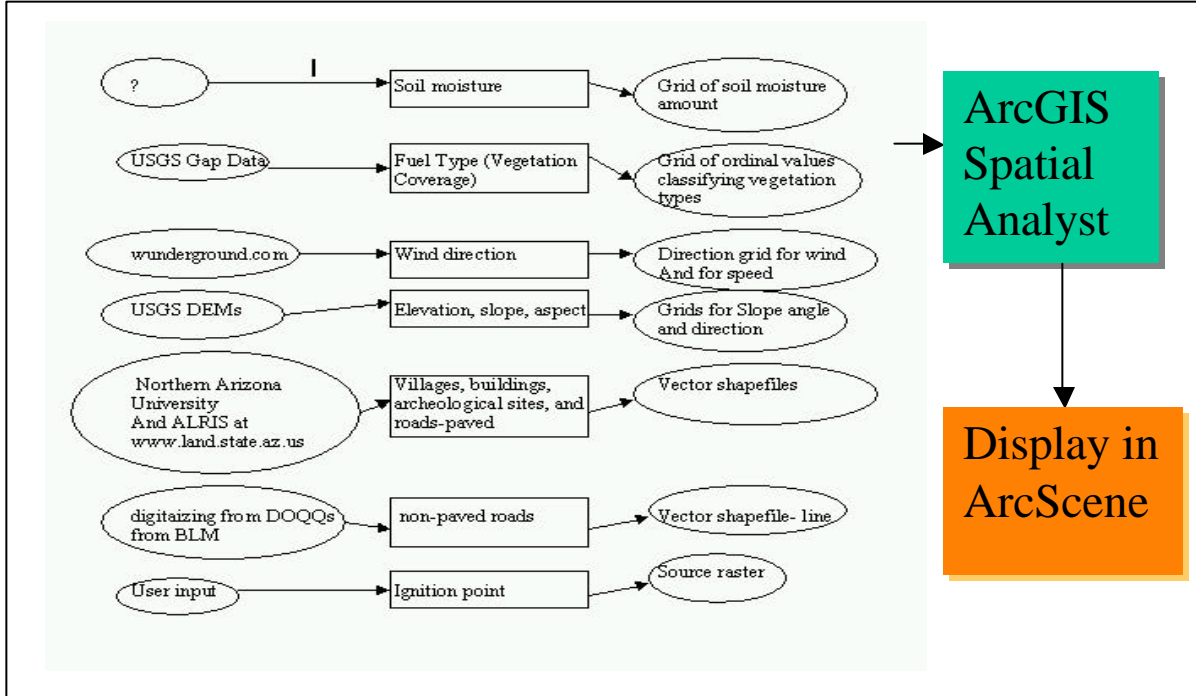 ?
Soil moisture
Grid of soil moisture
amount
USGS Gap Data
Fuel Type (Vegetation
Coverage)
Grid of ordinal values
classifying vegetation
types
wunderground.com
Wind direction
Direction grid for wind
And for speed
USGS DEMs
Elevation, slope, aspect
Grids for Slope angle
and direction
Northern Arizona
University
And ALRIS at
www.land.state.az.us
Villages, buildings,
archeological sites, and
roads-paved
Vector shapefiles
digitaizing from DOQQs
from BLM
non-paved roads
Vector shapefile- line
User input
Ignition point
Source raster
ArcGIS
Spatial
Analyst
Display in
ArcScene